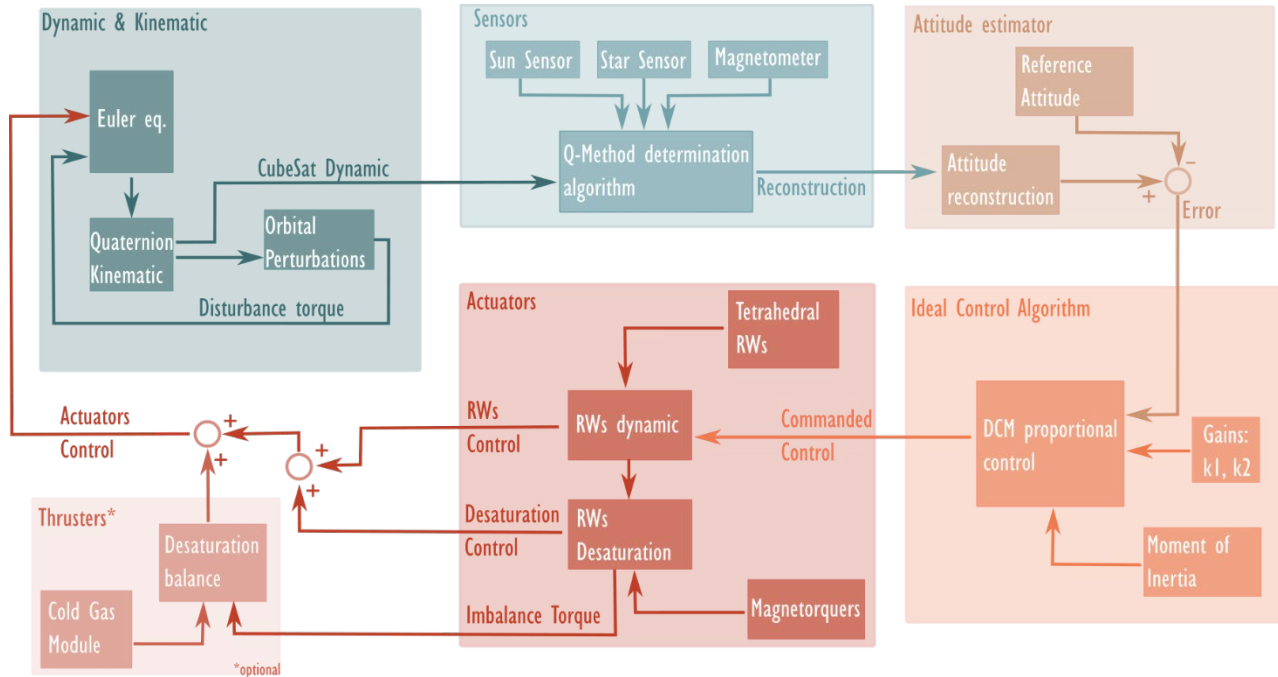 Dynamic & Kinematic
Euler eq.
CubeSat Dynamic
Quaternion
Kinematic
Orbital
Perturbations
Disturbance torque
Sensors
Sun Sensor
Star Sensor
Magnetometer
Q-Method determination
algorithm
Reconstruction
Attitude estimator
Reference
Attitude
Attitude
reconstruction
−
+
Error
Actuators
Tetrahedral
RWs
RWs dynamic
RWs
Desaturation
Magnetorquers
Ideal Control Algorithm
DCM proportional
control
Gains:
k1, k2
Moment of
Inertia
Commanded
Control
RWs
Control
Desaturation
Control
Imbalance Torque
+
+
+
+
Actuators
Control
Thrusters*
Desaturation
balance
Cold Gas
Module
*optional